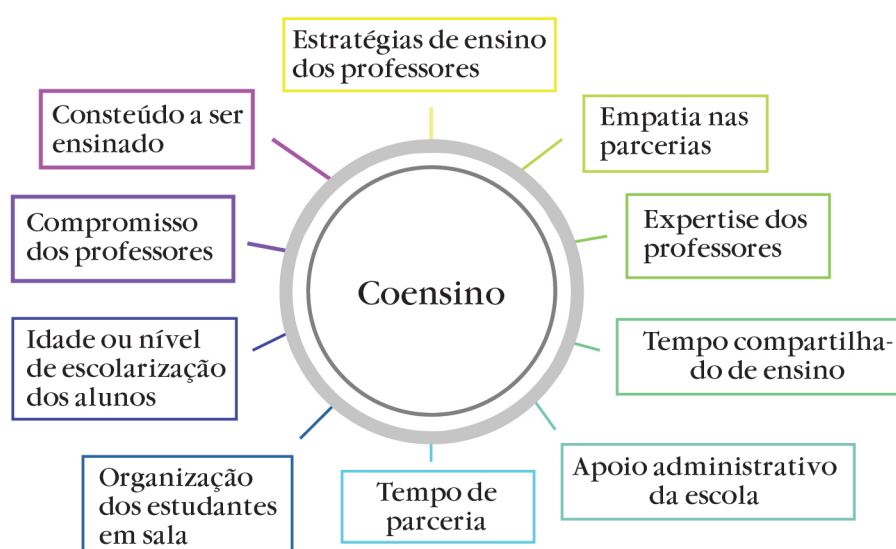 Estratégias de ensino
dos professores
Consteúdo a ser
ensinado
Empatia nas
parcerias
Compromisso
dos professores
Expertise dos
professores
Coensino
Idade ou nível
de escolarização
dos alunos
Tempo compartilha-
do de ensino
Organização
dos estudantes
em sala
Tempo de
parceria
Apoio administrativo
da escola